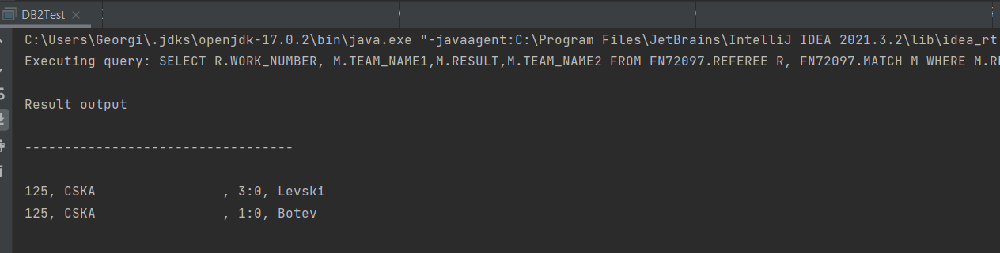 DB2Test
C:\Users\Georgi\.jdks\openjdk-17.0.2\bin\java.exe "-javaagent:C:\Program Files\JetBrains\IntelliJ IDEA 2021.3.2\lib\idea_rt
Executing query: SELECT R.WORK_NUMBER, M.TEAM_NAME1,M.RESULT,M.TEAM_NAME2 FROM FN72097.REFEREE R, FN72097.MATCH M WHERE M.RE
Result output
----------------------------------
125, CSKA                , 3:0, Levski
125, CSKA                , 1:0, Botev